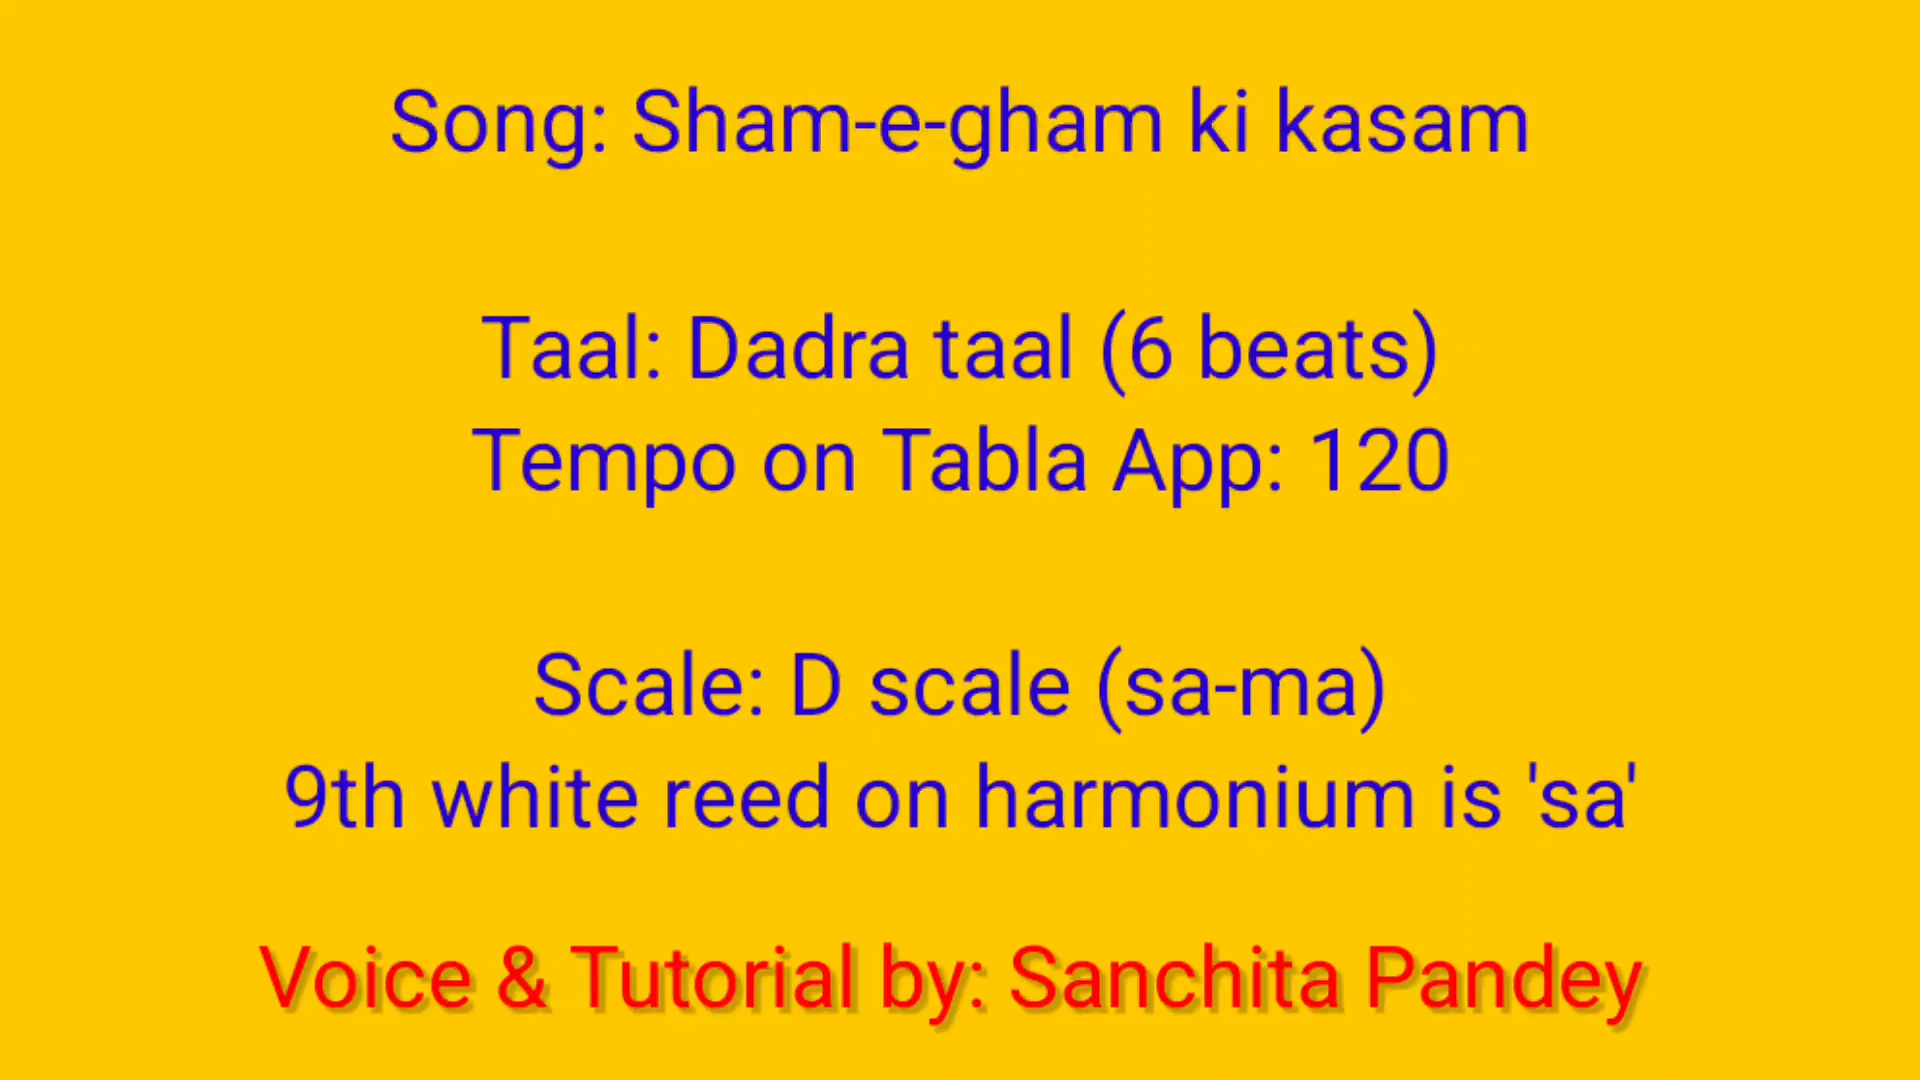 Song: Sham-e-gham ki kasam
Taal: Dadra taal (6 beats)
Tempo on Tabla App: 120
Scale: D scale (sa-ma)
9th white reed on harmonium is 'sa'
Voice & Tutorial by: Sanchita Pandey